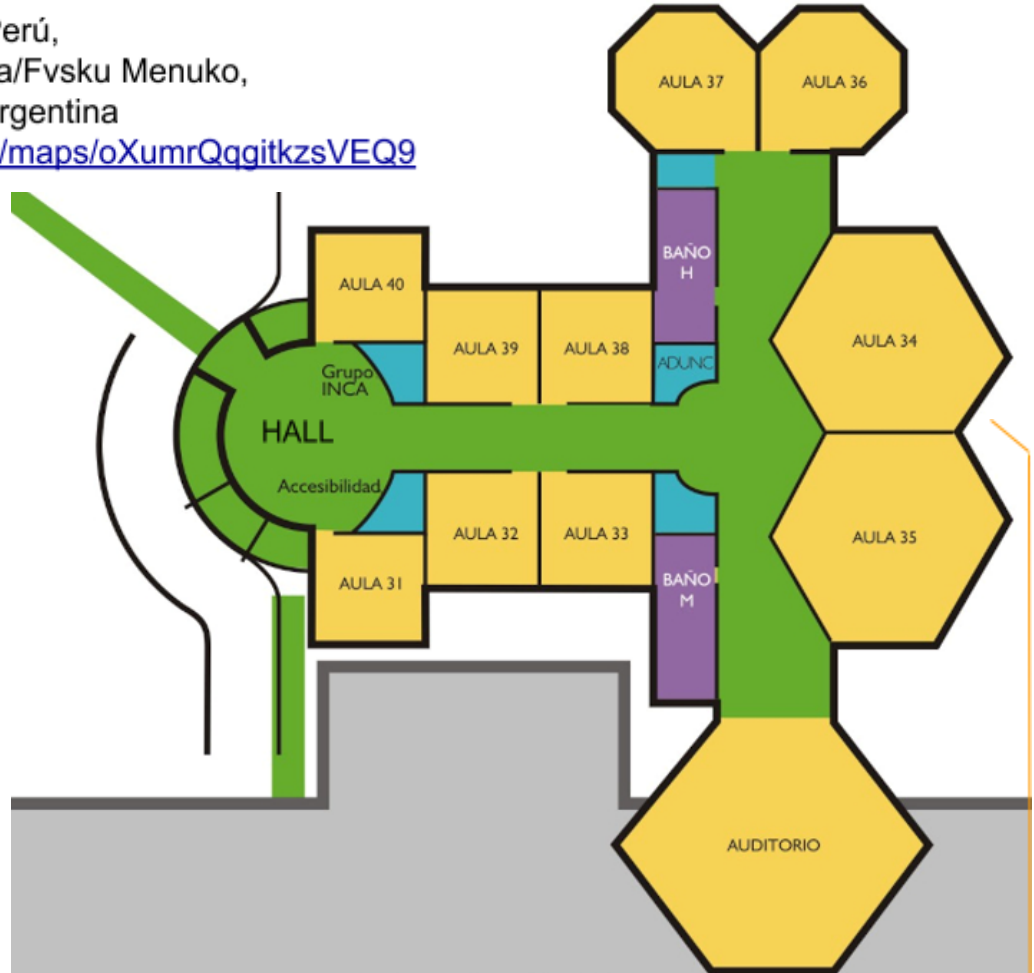 Perú,
a/Fvsku Menuko,
rgentina
/maps/oXumrQqgitkzsVEQ9
AULA 37
AULA 36
BAÑO
H
AULA 40
AULA 39
AULA 38
ADUNC
AULA 34
Grupo
INCA
HALL
Accesibilidad
AULA 32
AULA 33
AULA 35
AULA 31
BAÑO
M
AUDITORIO